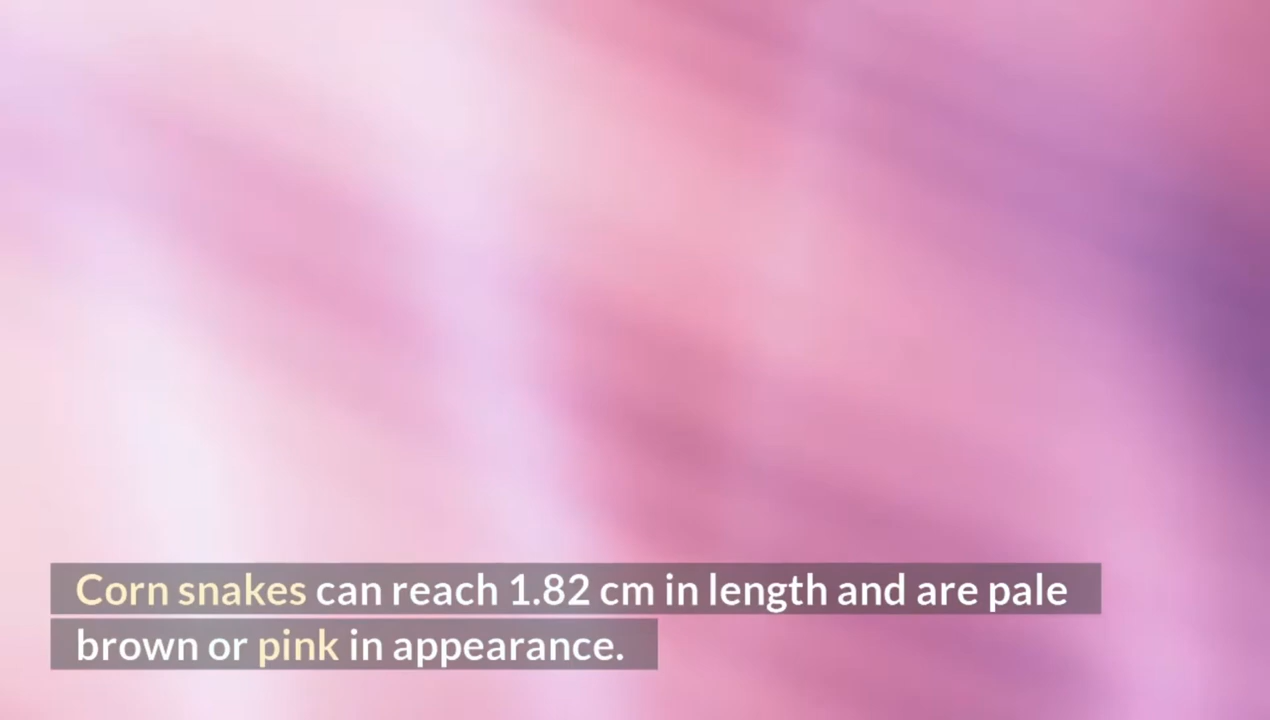 Corn snakes can reach 1.82 cm in length and are pale
brown or pink in appearance.